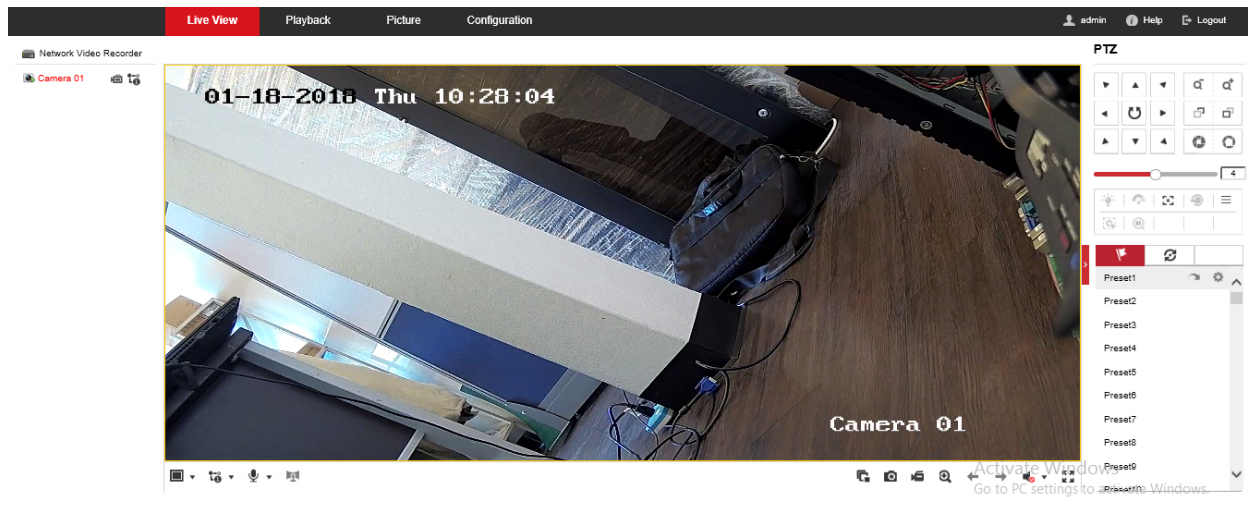 Live View Playback Picture Configuration admin Help Logout
Network Video Recorder
Camera 01
01-18-2018 Thu 10:28:04
Camera 01
PTZ
4
Preset1
Preset2
Preset3
Preset4
Preset5
Preset6
Preset7
Preset8
Preset9
Preset10
Activate Windows
Go to PC settings to activate Windows.